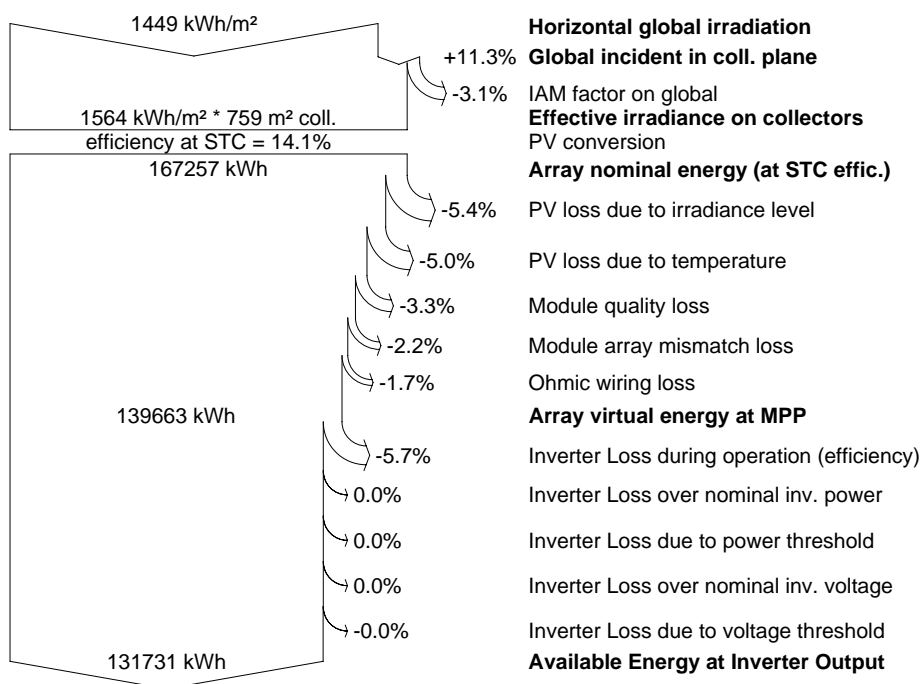 1449 kWh/m² Horizontal global irradiation
+11.3% Global incident in coll. plane
-3.1% IAM factor on global
1564 kWh/m² * 759 m² coll. Effective irradiance on collectors
efficiency at STC = 14.1% PV conversion
167257 kWh Array nominal energy (at STC effic.)
-5.4% PV loss due to irradiance level
-5.0% PV loss due to temperature
-3.3% Module quality loss
-2.2% Module array mismatch loss
-1.7% Ohmic wiring loss
139663 kWh Array virtual energy at MPP
-5.7% Inverter Loss during operation (efficiency)
0.0% Inverter Loss over nominal inv. power
0.0% Inverter Loss due to power threshold
0.0% Inverter Loss over nominal inv. voltage
-0.0% Inverter Loss due to voltage threshold
131731 kWh Available Energy at Inverter Output